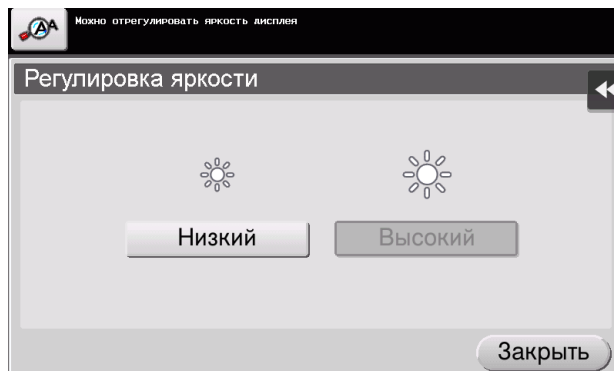 Можно отрегулировать яркость дисплея
Регулировка яркости
Низкий
Высокий
Закрыть